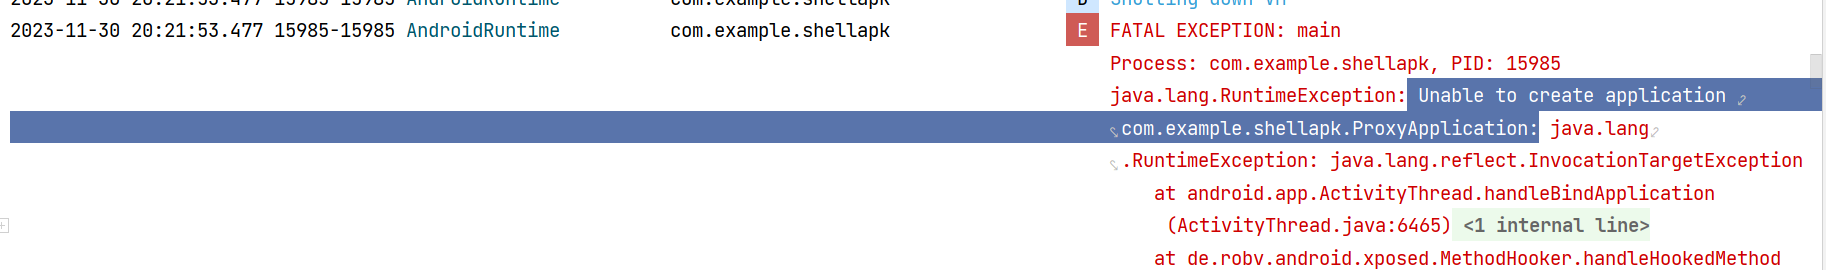 2023-11-30 20:21:53.477 15985-15985 AndroidRuntime com.example.shellapk D Shutting down VM
2023-11-30 20:21:53.477 15985-15985 AndroidRuntime com.example.shellapk E FATAL EXCEPTION: main
Process: com.example.shellapk, PID: 15985
java.lang.RuntimeException: Unable to create application
com.example.shellapk.ProxyApplication: java.lang
.RuntimeException: java.lang.reflect.InvocationTargetException
at android.app.ActivityThread.handleBindApplication
(ActivityThread.java:6465) <1 internal line>
at de.robv.android.xposed.MethodHooker.handleHookedMethod